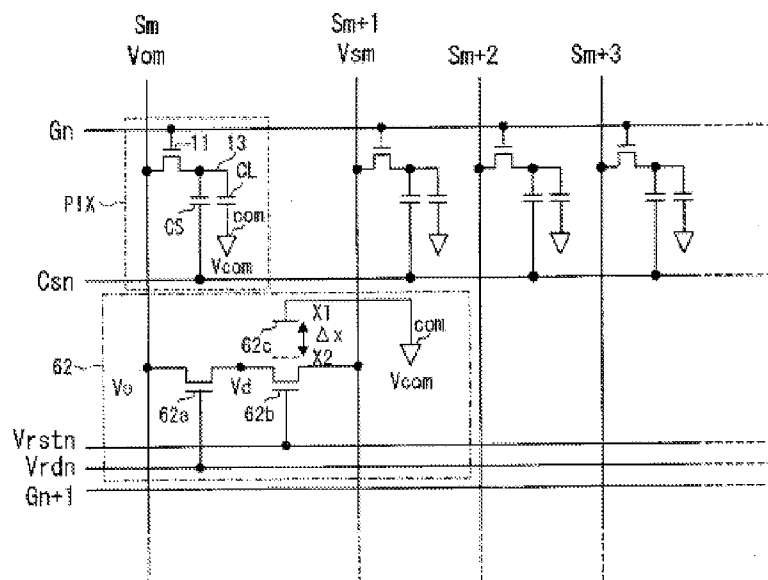 Sm Sm+1
Vom Vsm Sm+2 Sm+3
Gn
11 13
CL
PIX
CS com
Vcom
Csn
X1
62c Δx com
X2
62 Vcom
Vd
62a 62b
Vrstn
Vrdn
Gn+1